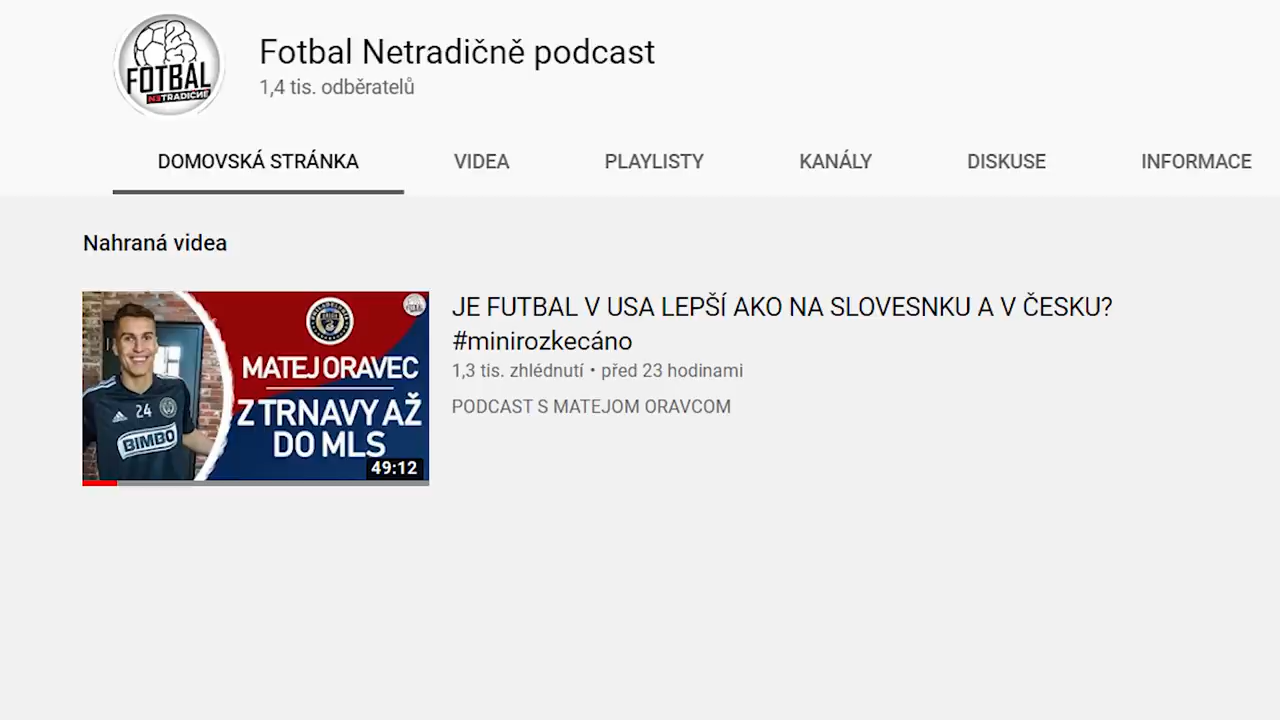 FOTBAL
NETRADIČNĚ
Fotbal Netradičně podcast
1,4 tis. odběratelů
DOMOVSKÁ STRÁNKA VIDEA PLAYLISTY KANÁLY DISKUSE INFORMACE
Nahraná videa
24
BIMBO
MATEJ ORAVEC
Z TRNAVY AŽ
DO MLS
49:12
JE FUTBAL V USA LEPŠÍ AKO NA SLOVESNKU A V ČESKU?
#minirozkecáno
1,3 tis. zhlédnutí • před 23 hodinami
PODCAST S MATEJOM ORAVCOM